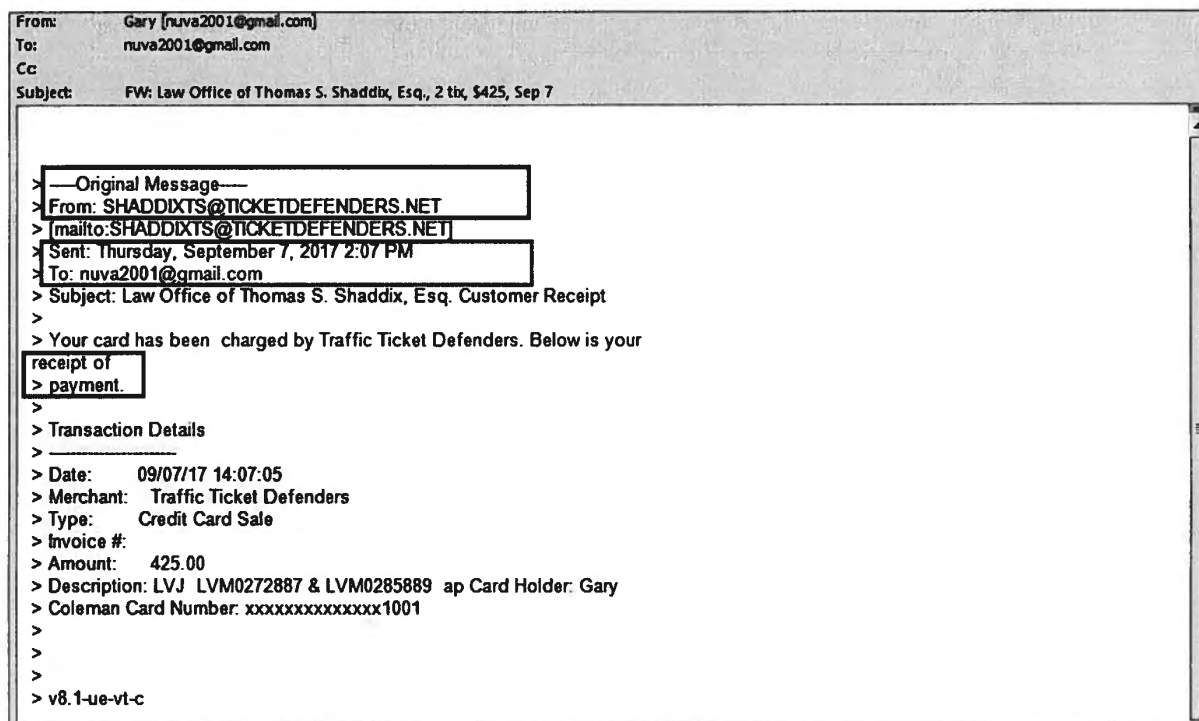 From: Gary [nuva2001@gmail.com]
To: nuva2001@gmail.com
Cc
Subject: FW: Law Office of Thomas S. Shaddix, Esq., 2 tix, $425, Sep 7
> ----Original Message----
> From: SHADDIXTS@TICKETDEFENDERS.NET
> [mailto:SHADDIXTS@TICKETDEFENDERS.NET]
> Sent: Thursday, September 7, 2017 2:07 PM
> To: nuva2001@gmail.com
> Subject: Law Office of Thomas S. Shaddix, Esq. Customer Receipt
>
> Your card has been charged by Traffic Ticket Defenders. Below is your
receipt of
> payment.
>
> Transaction Details
> --------------------
> Date: 09/07/17 14:07:05
> Merchant: Traffic Ticket Defenders
> Type: Credit Card Sale
> Invoice #:
> Amount: 425.00
> Description: LVJ LVM0272887 & LVM0285889 ap Card Holder: Gary
> Coleman Card Number: xxxxxxxxxxxxxx1001
>
>
>
> v8.1-ue-vt-c